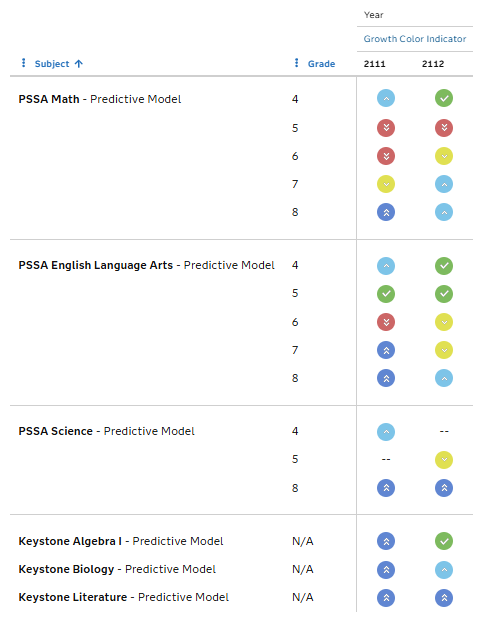 Year
Growth Color Indicator
Subject Grade 2111 2112
PSSA Math - Predictive Model 4
5
6
7
8
PSSA English Language Arts - Predictive Model 4
5
6
7
8
PSSA Science - Predictive Model 4 --
5 --
8
Keystone Algebra I - Predictive Model N/A
Keystone Biology - Predictive Model N/A
Keystone Literature - Predictive Model N/A